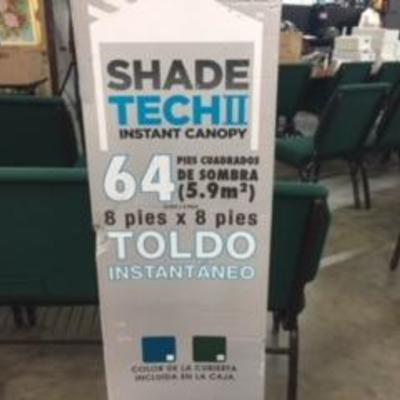 SHADE
TECH II
INSTANT CANOPY
64 PIES CUADRADOS
DE SOMBRA
(5.9m²)
8 pies x 8 pies
TOLDO
INSTANTÁNEO
COLOR DE LA CUBIERTA
INCLUIDA EN LA CAJA